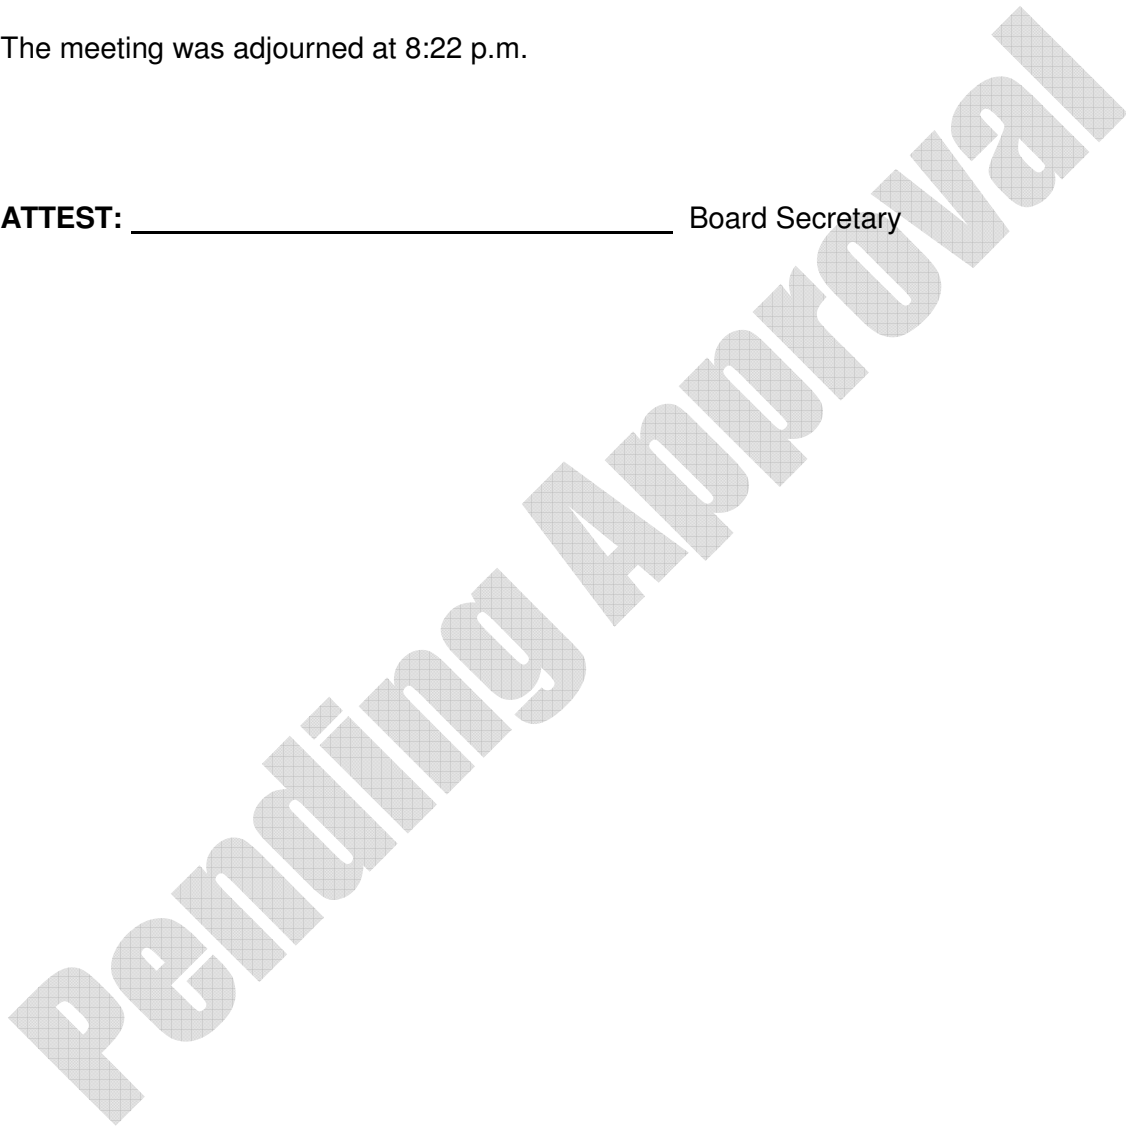 The meeting was adjourned at 8:22 p.m.
ATTEST: Board Secretary
Pending Approval